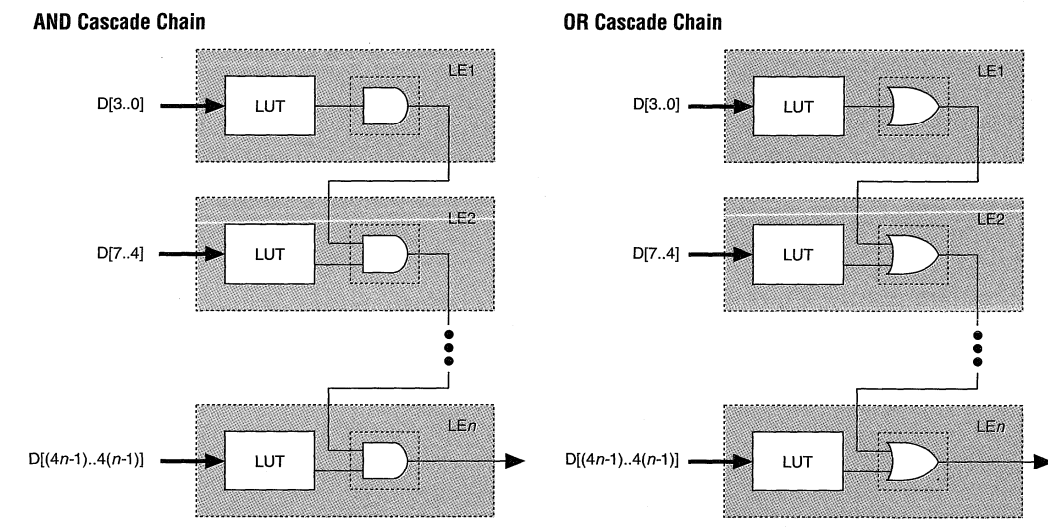 AND Cascade Chain
OR Cascade Chain
LE1
D[3..0]
LUT
LE2
D[7..4]
LUT
LEn
D[(4n-1)..4(n-1)]
LUT
LE1
D[3..0]
LUT
LE2
D[7..4]
LUT
LEn
D[(4n-1)..4(n-1)]
LUT